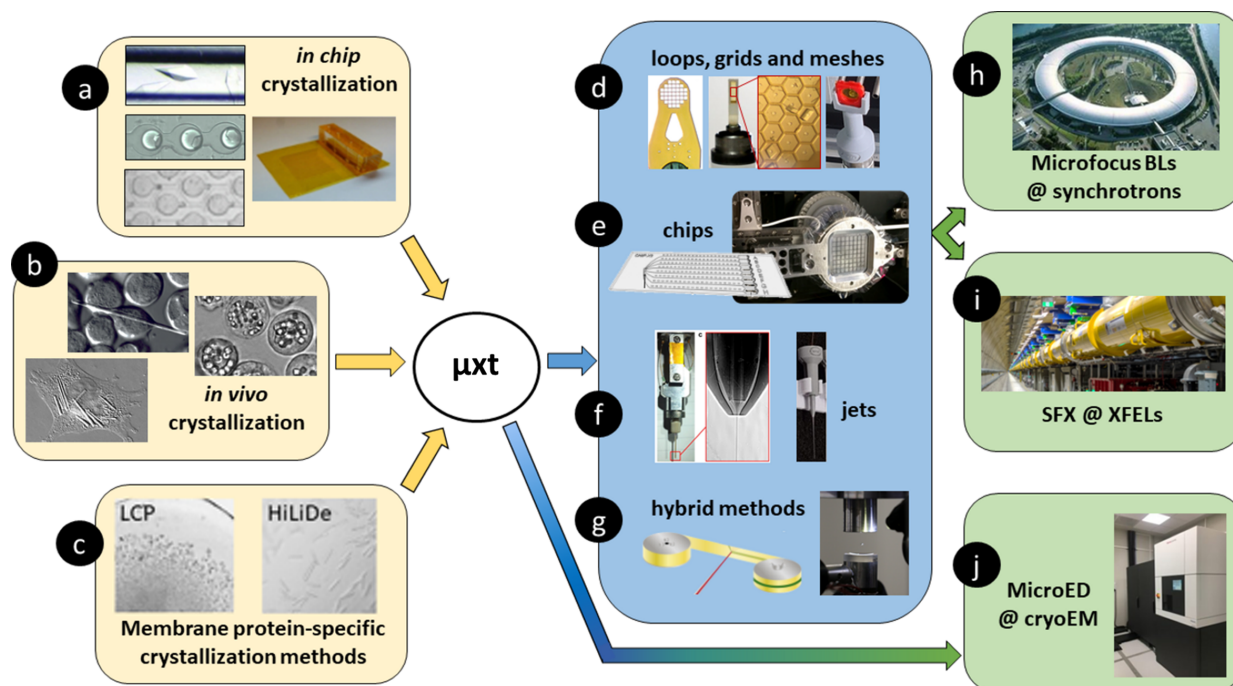 a
in chip
crystallization
b
in vivo
crystallization
c
LCP
HiLiDe
Membrane protein-specific
crystallization methods
µxt
d
loops, grids and meshes
e
chips
f
c
jets
g
hybrid methods
h
Microfocus BLs
@ synchrotrons
i
SFX @ XFELs
j
MicroED
@ cryoEM